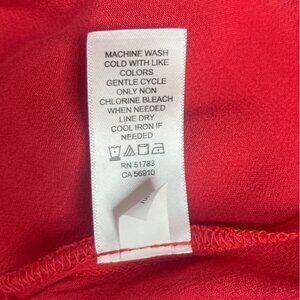 MACHINE WASH
COLD WITH LIKE
COLORS
GENTLE CYCLE
ONLY NON
CHLORINE BLEACH
WHEN NEEDED
LINE DRY
COOL IRON IF
NEEDED
RN 51783
CA 56910